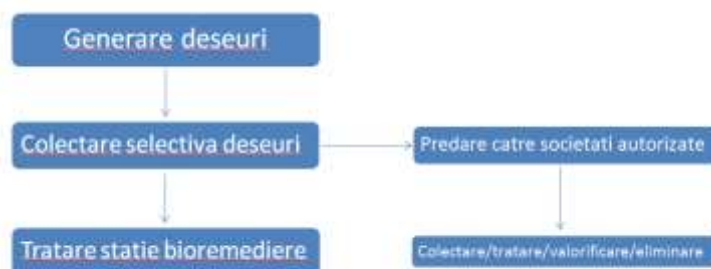 Generare deseuri
Colectare selectiva deseuri
Predare catre societati autorizate
Tratare statie bioremediere
Colectare/tratare/valorificare/eliminare